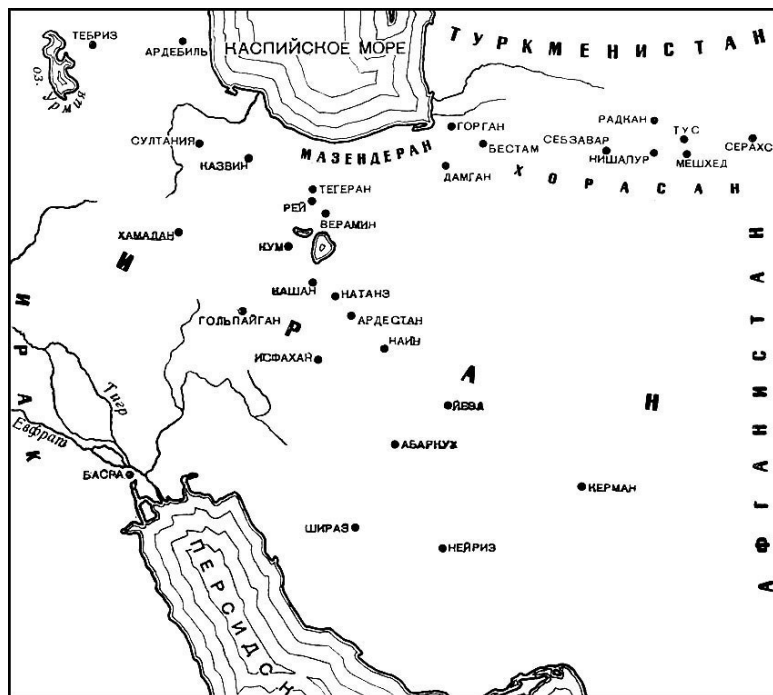 ТУРКМЕНИСТАН
ТЕБРИЗ
АРДЕБИЛЬ
КАСПИЙСКОЕ МОРЕ
оз. Урмия
ГОРГАН
РАДКАН
СУЛТАНИЯ
МАЗЕНДЕРАН
БЕСТАМ
СЕБЗАВАР
ТУС
СЕРАХС
КАЗВИН
НИШАПУР
МЕШХЕД
ДАМГАН
ХОРАСАН
ТЕГЕРАН
РЕЙ
ВЕРАМИН
ХАМАДАН
КУМ
ИРАН
КАШАН
НАТАНЗ
ГОЛЬПАЙГАН
АРДЕСТАН
ИСФАХАН
НАИН
ИРАК
Тигр
Евфрат
ЙЕЗД
АБАРКУХ
БАСРА
КЕРМАН
ШИРАЗ
НЕЙРИЗ
АФГАНИСТАН
ПЕРСИДСК